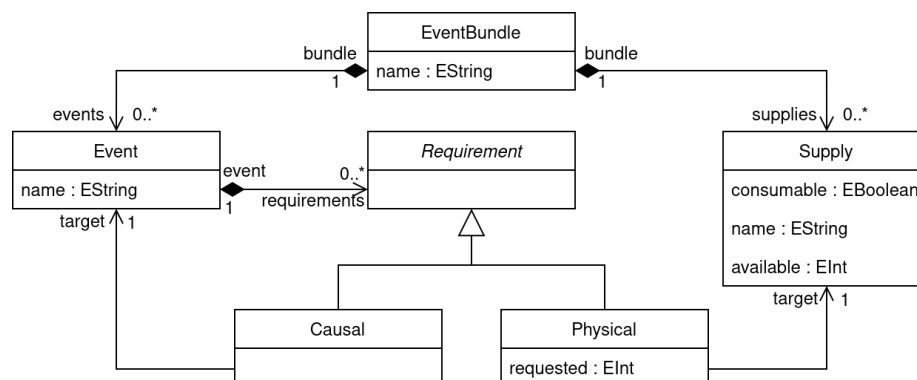 EventBundle
bundle
bundle
name : EString
1
1
events
0..*
supplies
0..*
Event
Requirement
Supply
event
0..*
name : EString
1
requirements
consumable : EBoolean
target
1
name : EString
available : EInt
target
1
Causal
Physical
requested : EInt